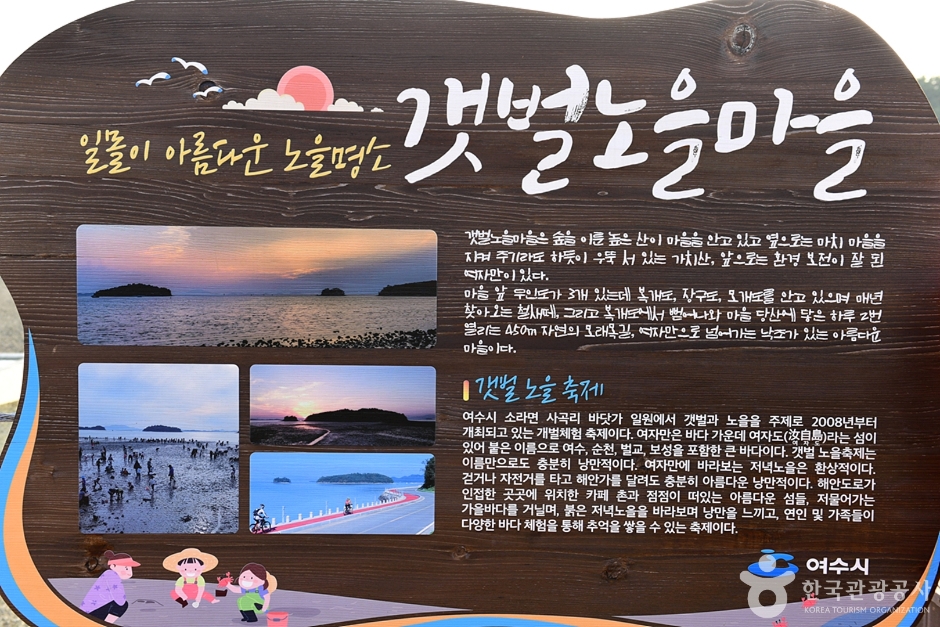 갯벌노을마을
일몰이 아름다운 노을명소
갯벌노을마을은 숲을 이룬 높은 산이 마을을 안고 있고 옆으로는 마치 마을을
지켜 주기라도 하듯이 우뚝 서 있는 가치산, 앞으로는 환경 보전이 잘 된
여자만이 있다.
마을 앞 무인도가 3개 있는데 복개도, 장구도, 모개도를 안고 있으며 매년
찾아오는 철새떼, 그리고 복개도에서 뻗어나와 마을 당산에 닿은 하루 2번
열리는 450m 자연의 모래목길, 여자만으로 넘어가는 낙조가 있는 아름다운
마을이다.
갯벌 노을 축제
여수시 소라면 사곡리 바닷가 일원에서 갯벌과 노을을 주제로 2008년부터
개최되고 있는 개벌체험 축제이다. 여자만은 바다 가운데 여자도(汝自島)라는 섬이
있어 붙은 이름으로 여수, 순천, 벌교, 보성을 포함한 큰 바다이다. 갯벌 노을축제는
이름만으로도 충분히 낭만적이다. 여자만에 바라보는 저녁노을은 환상적이다.
걷거나 자전거를 타고 해안가를 달려도 충분히 아름다운 낭만적이다. 해안도로가
인접한 곳곳에 위치한 카페 촌과 점점이 떠있는 아름다운 섬들, 저물어가는
가을바다를 거닐며, 붉은 저녁노을을 바라보며 낭만을 느끼고, 연인 및 가족들이
다양한 바다 체험을 통해 추억을 쌓을 수 있는 축제이다.
여수시
한국관광공사
KOREA TOURISM ORGANIZATION